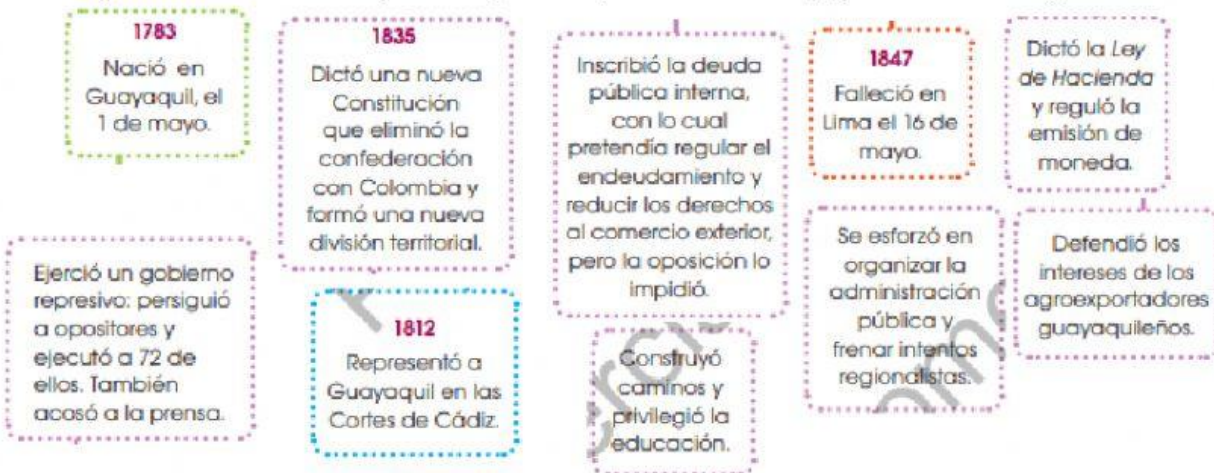 1783
Nació en
Guayaquil, el
1 de mayo.
1835
Dictó una nueva
Constitución
que eliminó la
confederación
con Colombia y
formó una nueva
división territorial.
Inscribió la deuda
pública interna,
con lo cual
pretendía regular el
endeudamiento y
reducir los derechos
al comercio exterior,
pero la oposición lo
impidió.
1847
Falleció en
Lima el 16 de
mayo.
Dictó la Ley
de Hacienda
y reguló la
emisión de
moneda.
Ejerció un gobierno
represivo: persiguió
a opositores y
ejecutó a 72 de
ellos. También
acosó a la prensa.
1812
Representó a
Guayaquil en las
Cortes de Cádiz.
Construyó
caminos y
privilegió la
educación.
Se esforzó en
organizar la
administración
pública y
frenar intentos
regionalistas.
Defendió los
intereses de los
agroexportadores
guayaquileños.